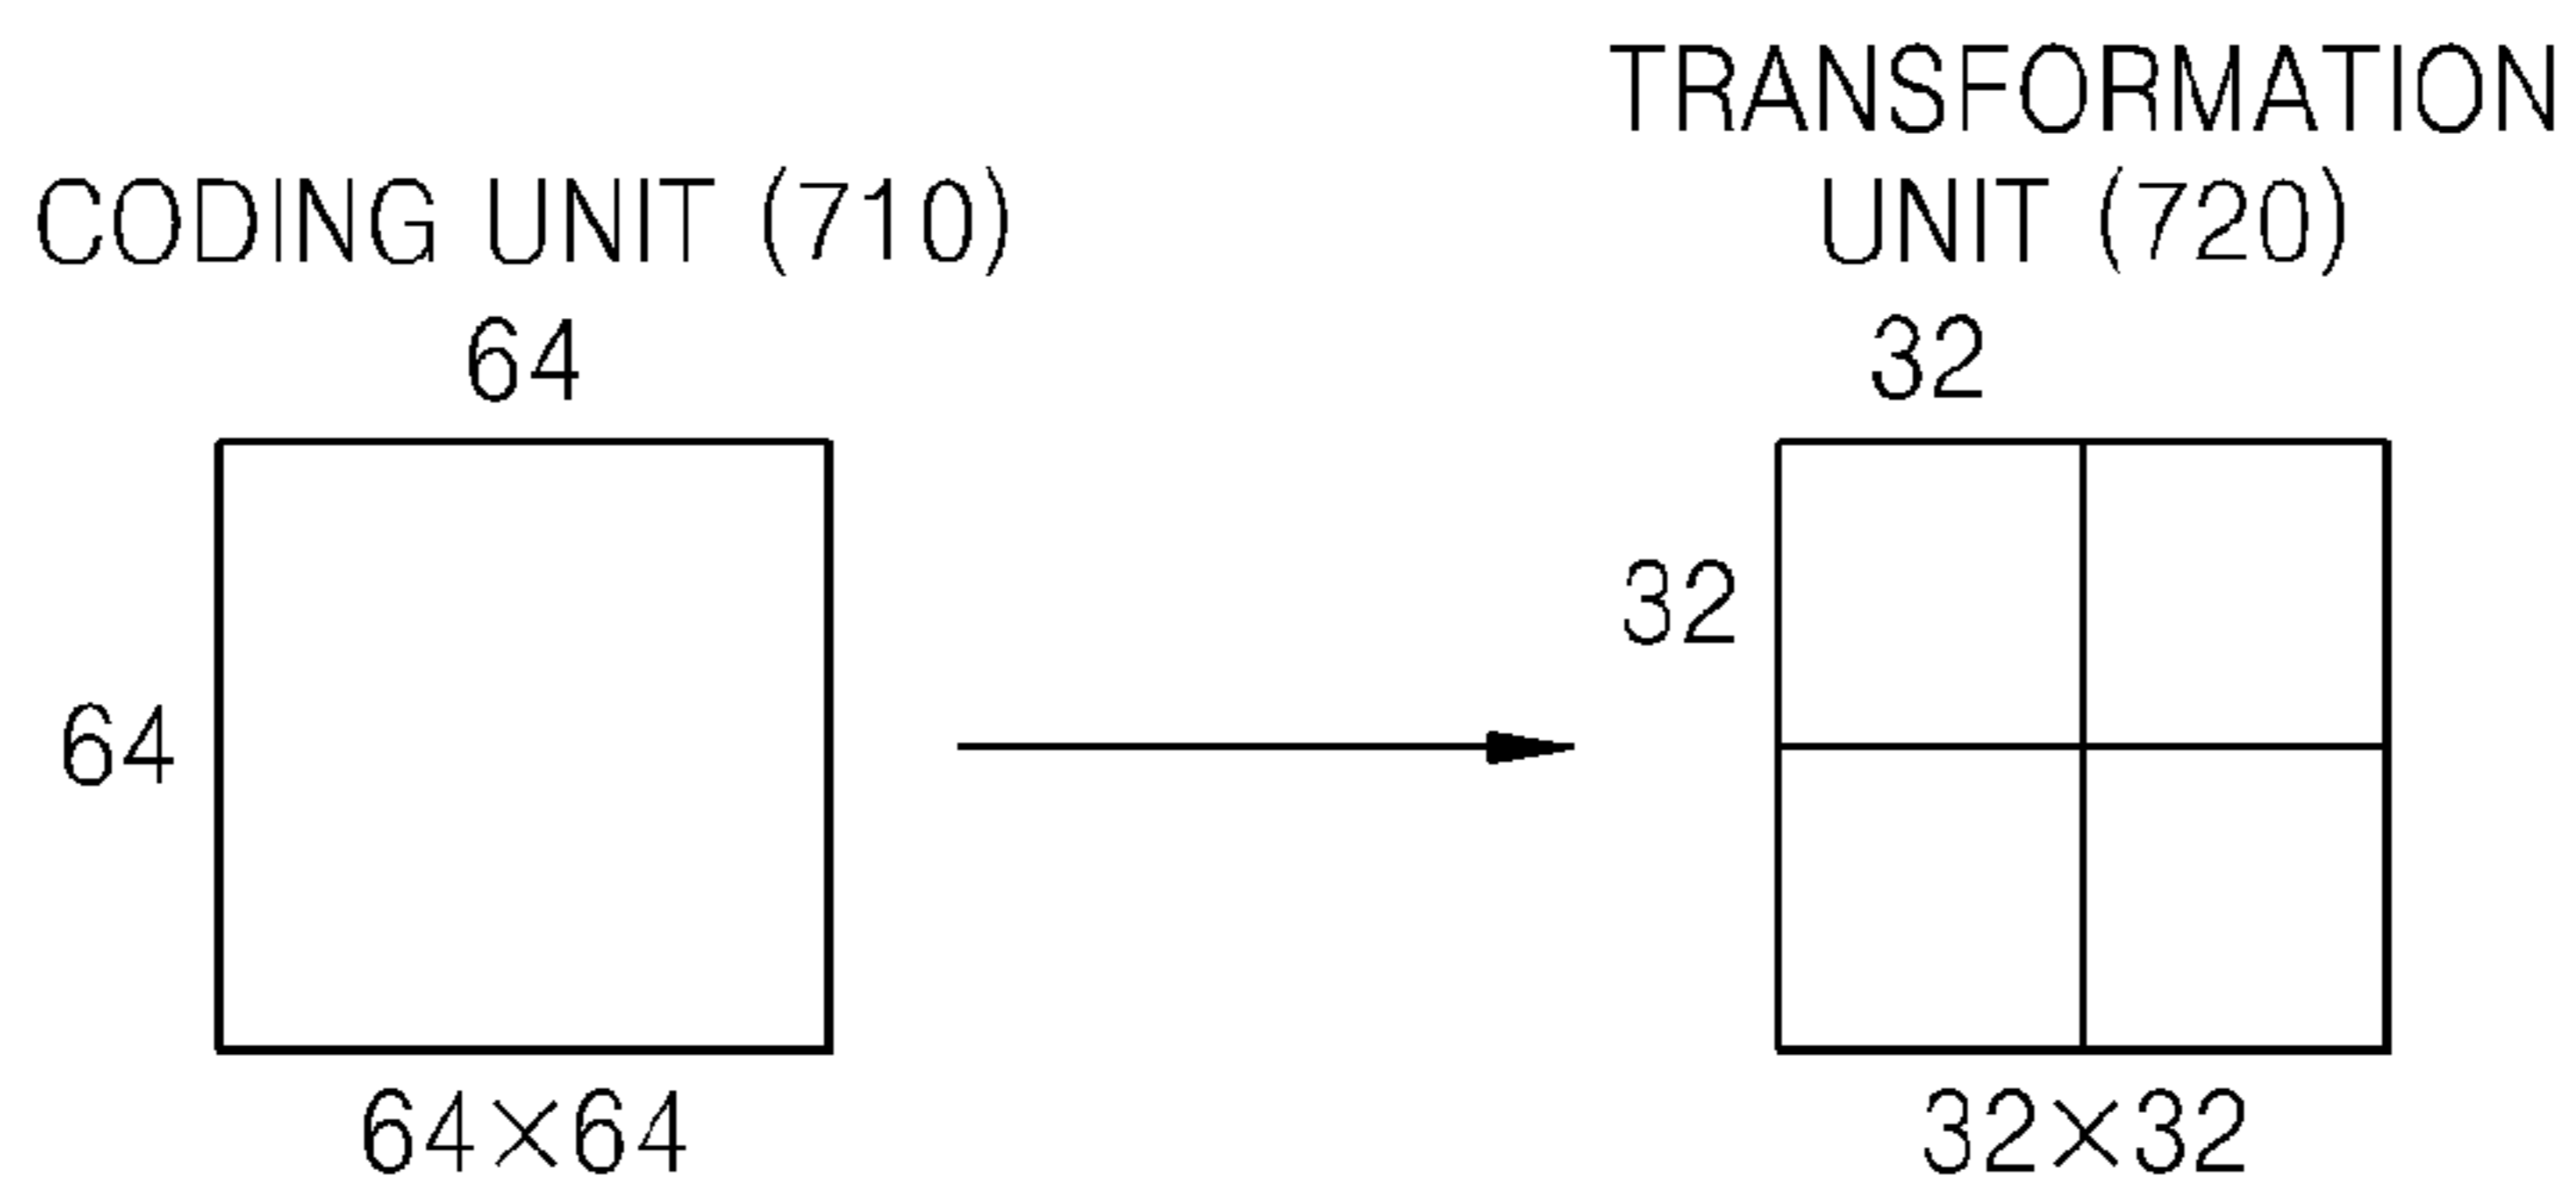 CODING UNIT (710)
64
64
64×64
TRANSFORMATION
UNIT (720)
32
32
32×32